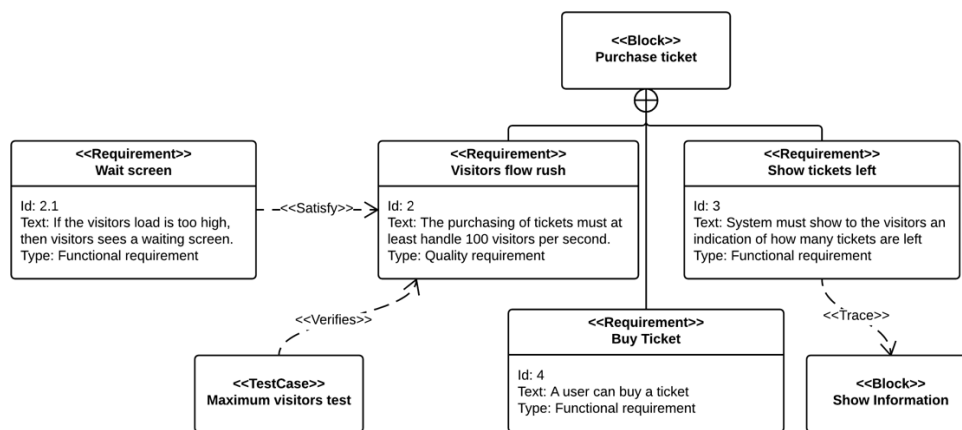 <<Block>>
Purchase ticket
<<Requirement>>
Wait screen
Id: 2.1
Text: If the visitors load is too high,
then visitors sees a waiting screen.
Type: Functional requirement
<<Satisfy>>
<<Requirement>>
Visitors flow rush
Id: 2
Text: The purchasing of tickets must at
least handle 100 visitors per second.
Type: Quality requirement
<<Requirement>>
Show tickets left
Id: 3
Text: System must show to the visitors an
indication of how many tickets are left
Type: Functional requirement
<<Verifies>>
<<Trace>>
<<TestCase>>
Maximum visitors test
<<Requirement>>
Buy Ticket
Id: 4
Text: A user can buy a ticket
Type: Functional requirement
<<Block>>
Show Information